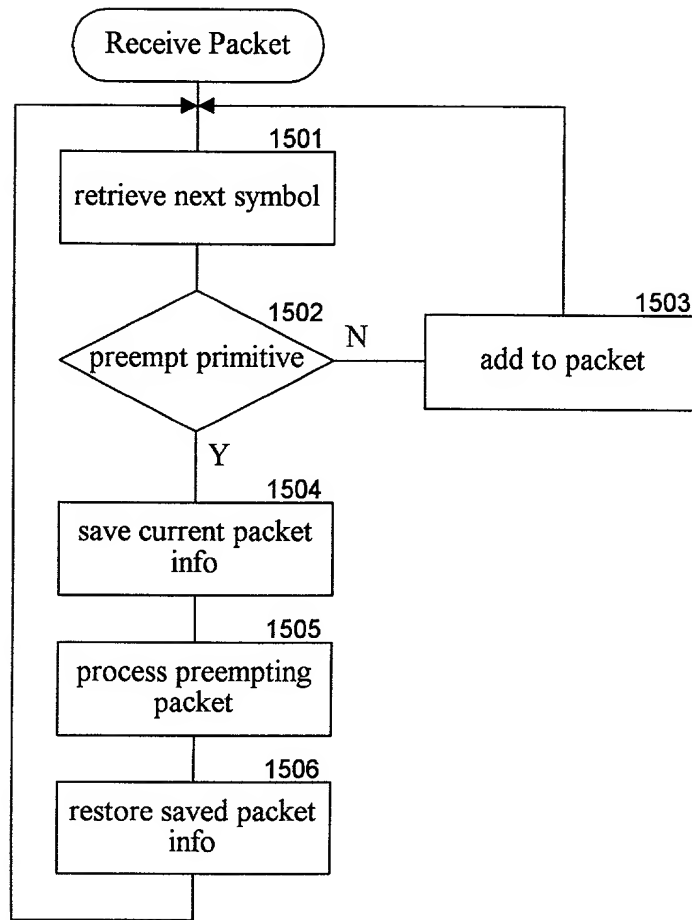 Receive Packet
1501
retrieve next symbol
1502
preempt primitive
N
1503
add to packet
Y
1504
save current packet
info
1505
process preempting
packet
1506
restore saved packet
info